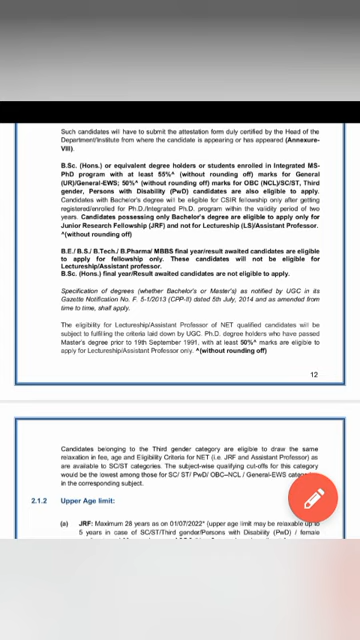 Such candidates will have to submit the attestation form duly certified by the Head of the
Department/Institute from where the candidate is appearing or has appeared (Annexure-
VIII).
B.Sc. (Hons.) or equivalent degree holders or students enrolled in Integrated MS-
PhD program with at least 55%^ (without rounding off) marks for General
(UR)/General-EWS; 50%^ (without rounding off) marks for OBC (NCL)/SC/ST, Third
gender, Persons with Disability (PwD) candidates are also eligible to apply.
Candidates with Bachelor's degree will be eligible for CSIR fellowship only after getting
registered/enrolled for Ph.D./Integrated Ph.D. program within the validity period of two
years. Candidates possessing only Bachelor's degree are eligible to apply only for
Junior Research Fellowship (JRF) and not for Lectureship (LS)/Assistant Professor.
^(without rounding off)
B.E./ B.S./ B.Tech./ B.Pharma/ MBBS final year/result awaited candidates are eligible
to apply for fellowship only. These candidates will not be eligible for
Lectureship/Assistant professor.
B.Sc. (Hons.) final year/Result awaited candidates are not eligible to apply.
Specification of degrees (whether Bachelor's or Master's) as notified by UGC in its
Gazette Notification No. F. 5-1/2013 (CPP-II) dated 5th July, 2014 and as amended from
time to time, shall apply.
The eligibility for Lectureship/Assistant Professor of NET qualified candidates will be
subject to fulfilling the criteria laid down by UGC. Ph.D. degree holders who have passed
Master's degree prior to 19th September 1991, with at least 50%^ marks are eligible to
apply for Lectureship/Assistant Professor only. ^(without rounding off)
12
Candidates belonging to the Third gender category are eligible to draw the same
relaxation in fee, age and Eligibility Criteria for NET (i.e. JRF and Assistant Professor) as
are available to SC/ST categories. The subject-wise qualifying cut-offs for this category
would be the lowest among those for SC/ ST/ PwD/ OBC–NCL / General-EWS
in the corresponding subject.
2.1.2 Upper Age limit:
(a) JRF: Maximum 28 years as on 01/07/2022* (upper age limit may be relaxable up to
5 years in case of SC/ST/Third gender/Persons with Disability (PwD) / female